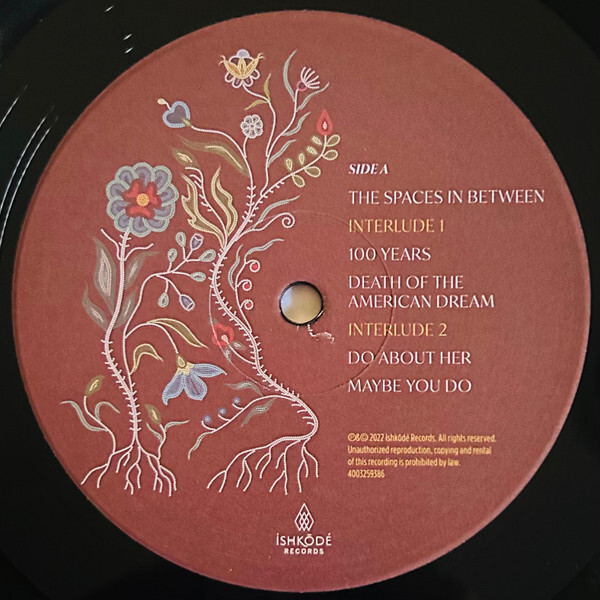 SIDE A
THE SPACES IN BETWEEN
INTERLUDE 1
100 YEARS
DEATH OF THE
AMERICAN DREAM
INTERLUDE 2
DO ABOUT HER
MAYBE YOU DO
℗&© 2022 Ishkōdé Records. All rights reserved.
Unauthorized reproduction, copying and rental
of this recording is prohibited by law.
4003259386
ISHKŌDÉ
RECORDS